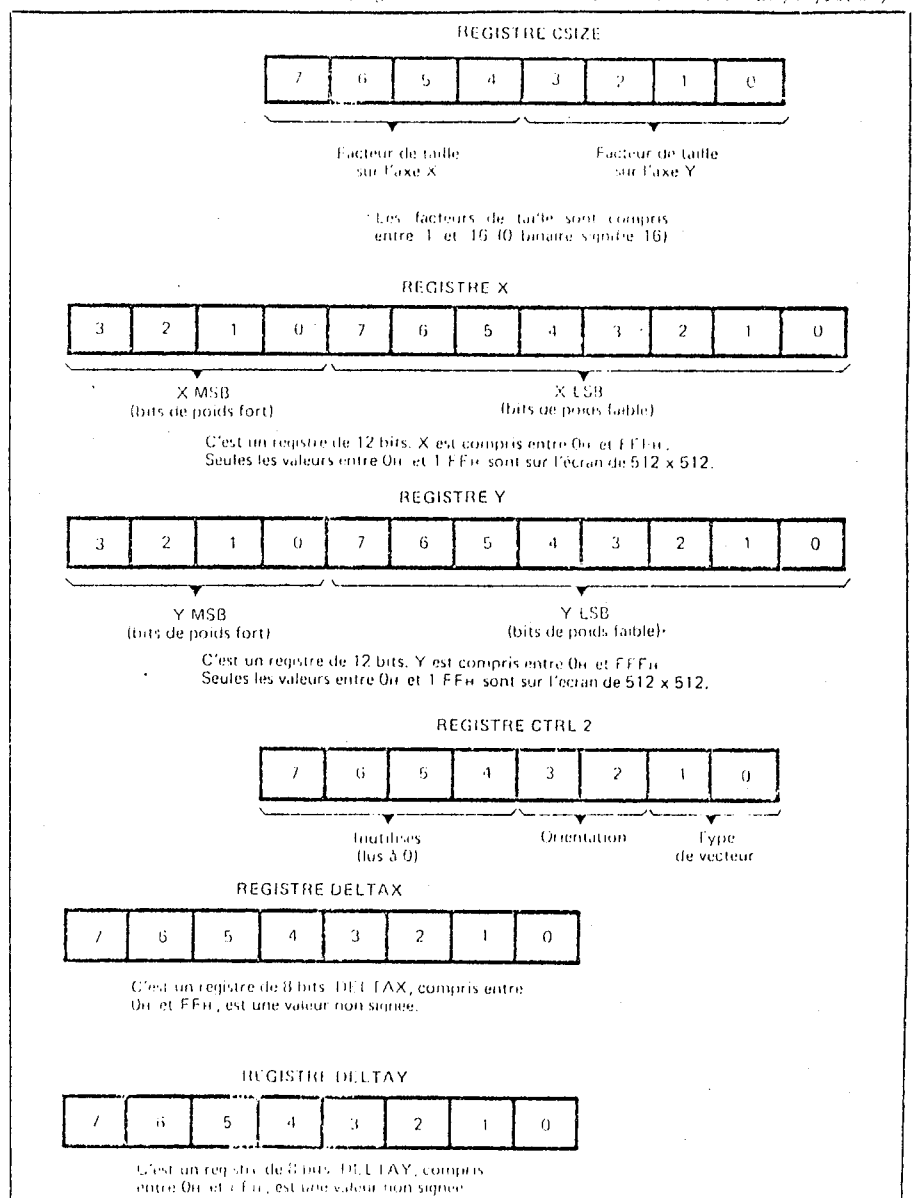 REGISTRE CSIZE
7 6 5 4 3 2 1 0
Facteur de taille
sur l'axe X
Facteur de taille
sur l'axe Y
Les facteurs de taille sont compris
entre 1 et 16 (0 binaire signifie 16)
REGISTRE X
3 2 1 0 7 6 5 4 3 2 1 0
X MSB
(bits de poids fort)
X LSB
(bits de poids faible)
C'est un registre de 12 bits. X est compris entre 0H et FFFH.
Seules les valeurs entre 0H et 1 FFH sont sur l'écran de 512 x 512.
REGISTRE Y
3 2 1 0 7 6 5 4 3 2 1 0
Y MSB
(bits de poids fort)
Y LSB
(bits de poids faible)
C'est un registre de 12 bits. Y est compris entre 0H et FFFH
Seules les valeurs entre 0H et 1 FFH sont sur l'écran de 512 x 512.
REGISTRE CTRL 2
7 6 5 4 3 2 1 0
Inutilisés
(lus à 0)
Orientation
Type
de vecteur
REGISTRE DELTAX
7 6 5 4 3 2 1 0
C'est un registre de 8 bits. DELTAX, compris entre
0H et FFH, est une valeur non signée.
REGISTRE DELTAY
7 6 5 4 3 2 1 0
C'est un registre de 8 bits. DELTAY, compris
entre 0H et FFH, est une valeur non signée